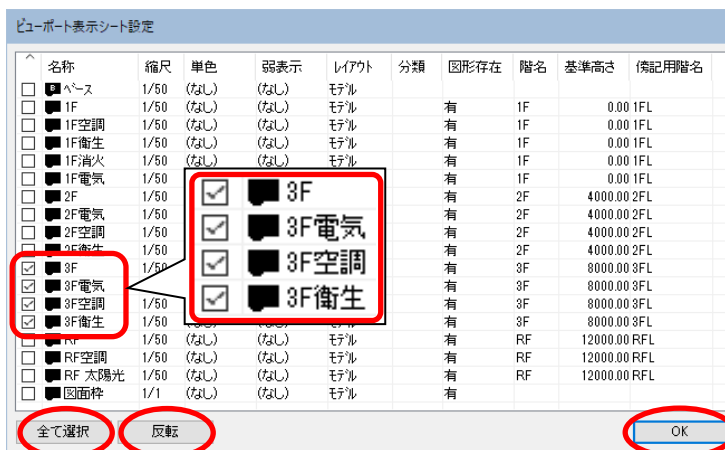 ビューポート表示シート設定
名称 縮尺 単色 弱表示 ﾚｲｱｳﾄ 分類 図形存在 階名 基準高さ 傍記用階名
B ﾍﾞｰｽ 1/50 (なし) (なし) ﾓﾃﾞﾙ
1F 1/50 (なし) (なし) ﾓﾃﾞﾙ 有 1F 0.00 1FL
1F空調 1/50 (なし) (なし) ﾓﾃﾞﾙ 有 1F 0.00 1FL
1F衛生 1/50 (なし) (なし) ﾓﾃﾞﾙ 有 1F 0.00 1FL
1F消火 1/50 (なし) (なし) ﾓﾃﾞﾙ 有 1F 0.00 1FL
1F電気 1/50 有 1F 0.00 1FL
2F 1/50 有 2F 4000.00 2FL
2F電気 1/50 有 2F 4000.00 2FL
2F空調 1/50 有 2F 4000.00 2FL
2F衛生 1/50 有 2F 4000.00 2FL
3F 1/50 有 3F 8000.00 3FL
3F電気 有 3F 8000.00 3FL
3F空調 1/50 有 3F 8000.00 3FL
3F衛生 1/50 (なし) (なし) ﾓﾃﾞﾙ 有 3F 8000.00 3FL
RF 1/50 (なし) (なし) ﾓﾃﾞﾙ 有 RF 12000.00 RFL
RF空調 1/50 (なし) (なし) ﾓﾃﾞﾙ 有 RF 12000.00 RFL
RF 太陽光 1/50 (なし) (なし) ﾓﾃﾞﾙ 有 RF 12000.00 RFL
図面枠 1/1 (なし) (なし) ﾓﾃﾞﾙ 有
3F
3F電気
3F空調
3F衛生
全て選択 反転 OK